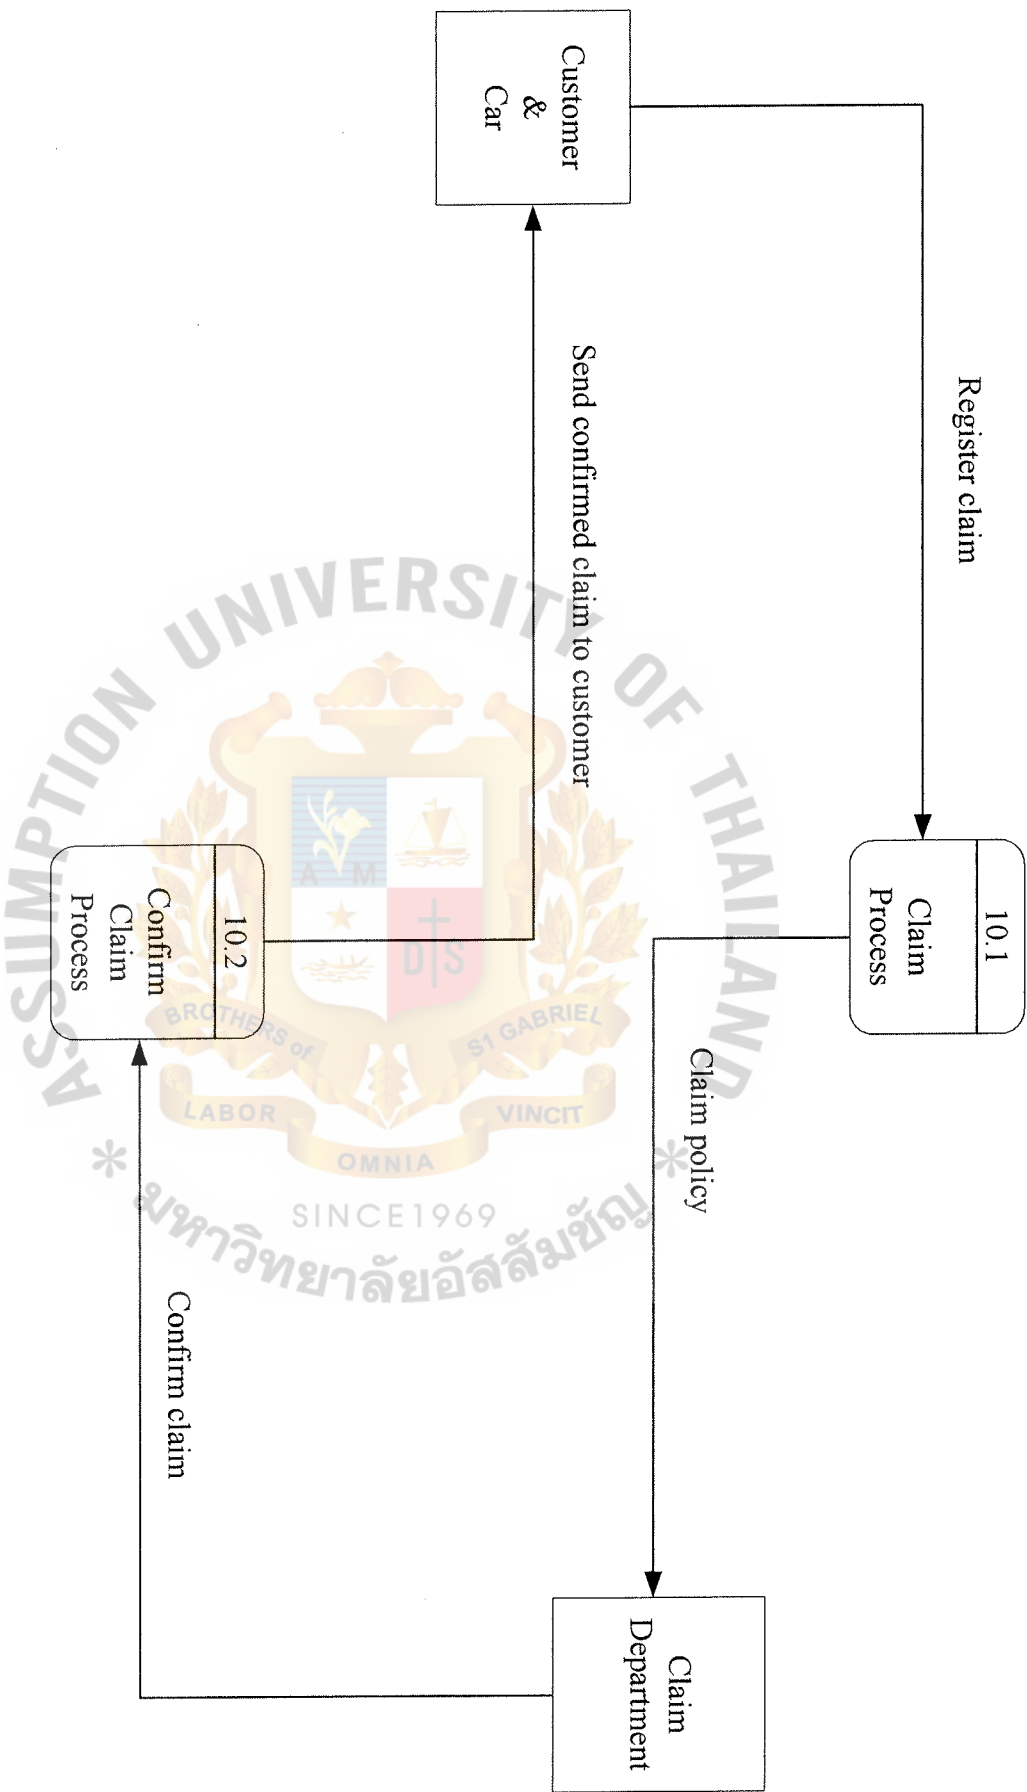 Register claim
10.1
Claim
Process
Customer
&
Car
Send confirmed claim to customer
Claim policy
Claim
Department
10.2
Confirm
Claim
Process
Confirm claim
ASSUMPTION UNIVERSITY OF THAILAND
A M
D S
BROTHERS of
ST GABRIEL
LABOR
OMNIA
VINCIT
SINCE1969
* มหาวิทยาลัยอัสสัมชัญ *